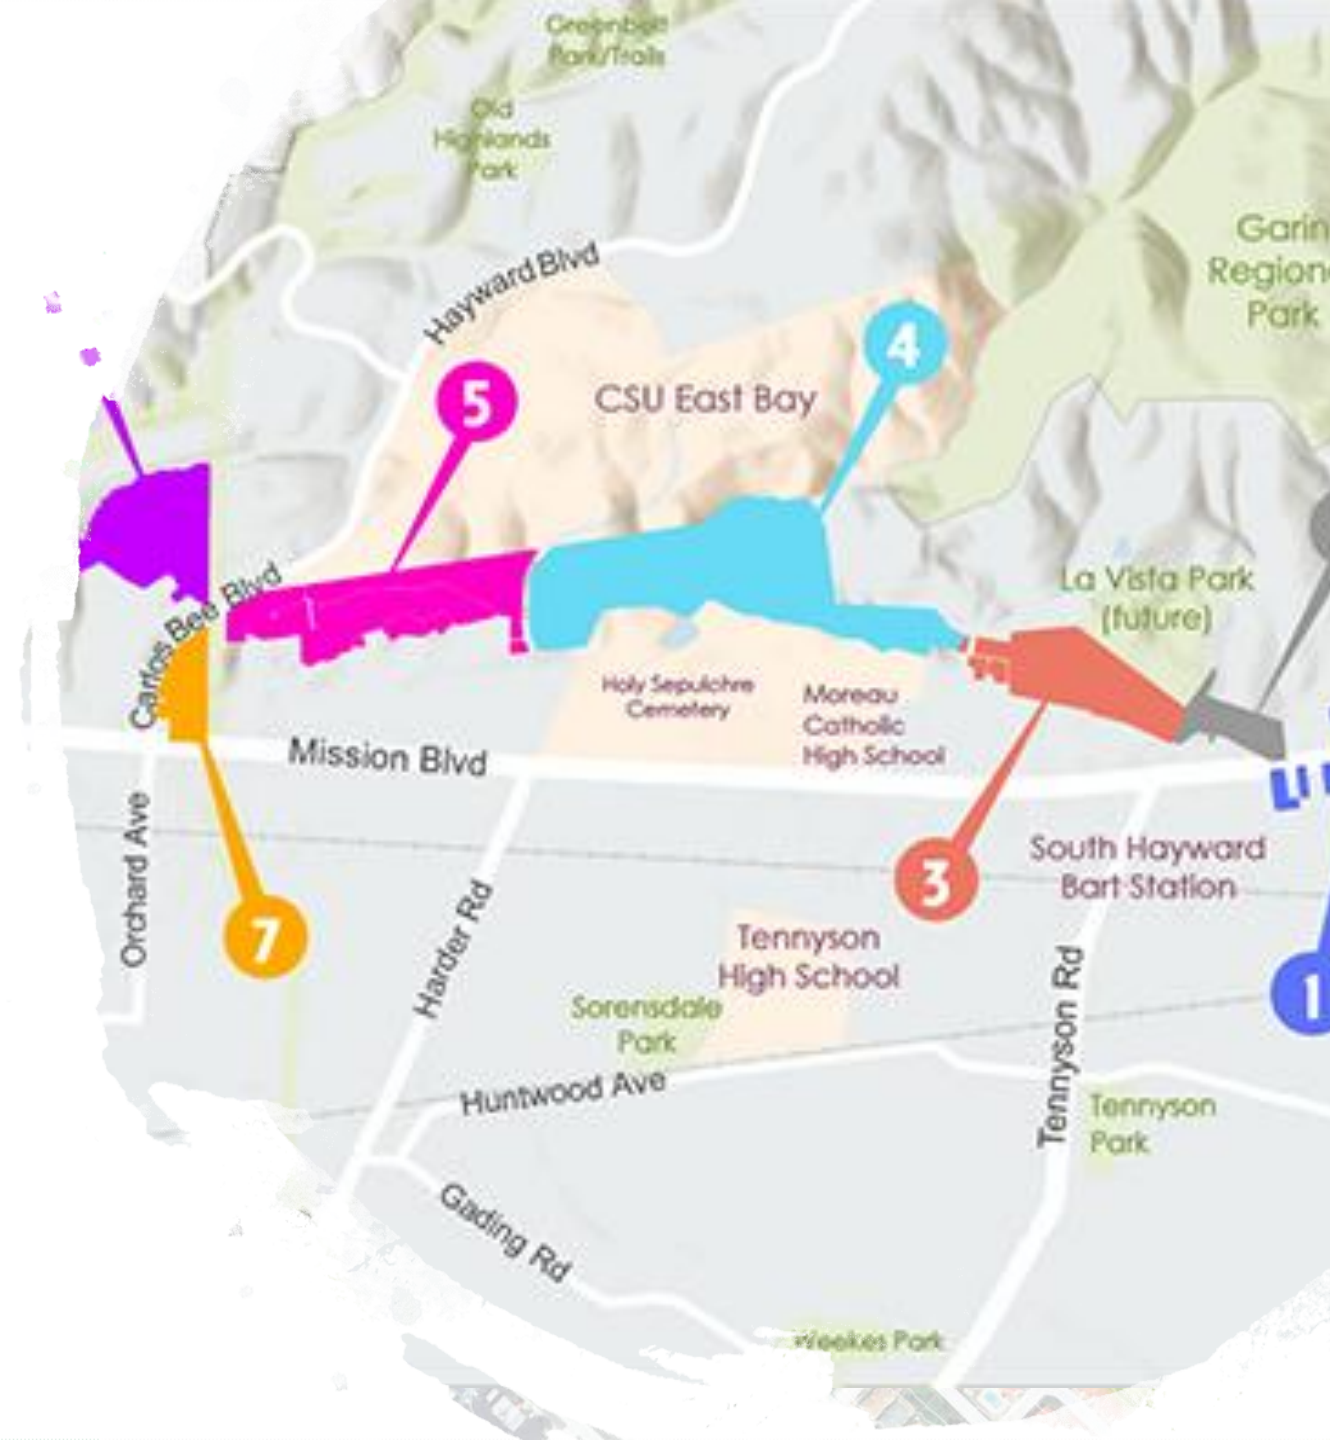 Greenbelt
Park/Trails
Old
Highlands
Park
Garin
Regional
Park
Hayward Blvd
4
5
CSU East Bay
La Vista Park
(future)
Carlos Bee Blvd
Holy Sepulchre
Cemetery
Moreau
Catholic
High School
Mission Blvd
Orchard Ave
Harder Rd
3
South Hayward
Bart Station
7
Tennyson
High School
Sorensdale
Park
Tennyson Rd
1
Huntwood Ave
Tennyson
Park
Gading Rd
Weekes Park